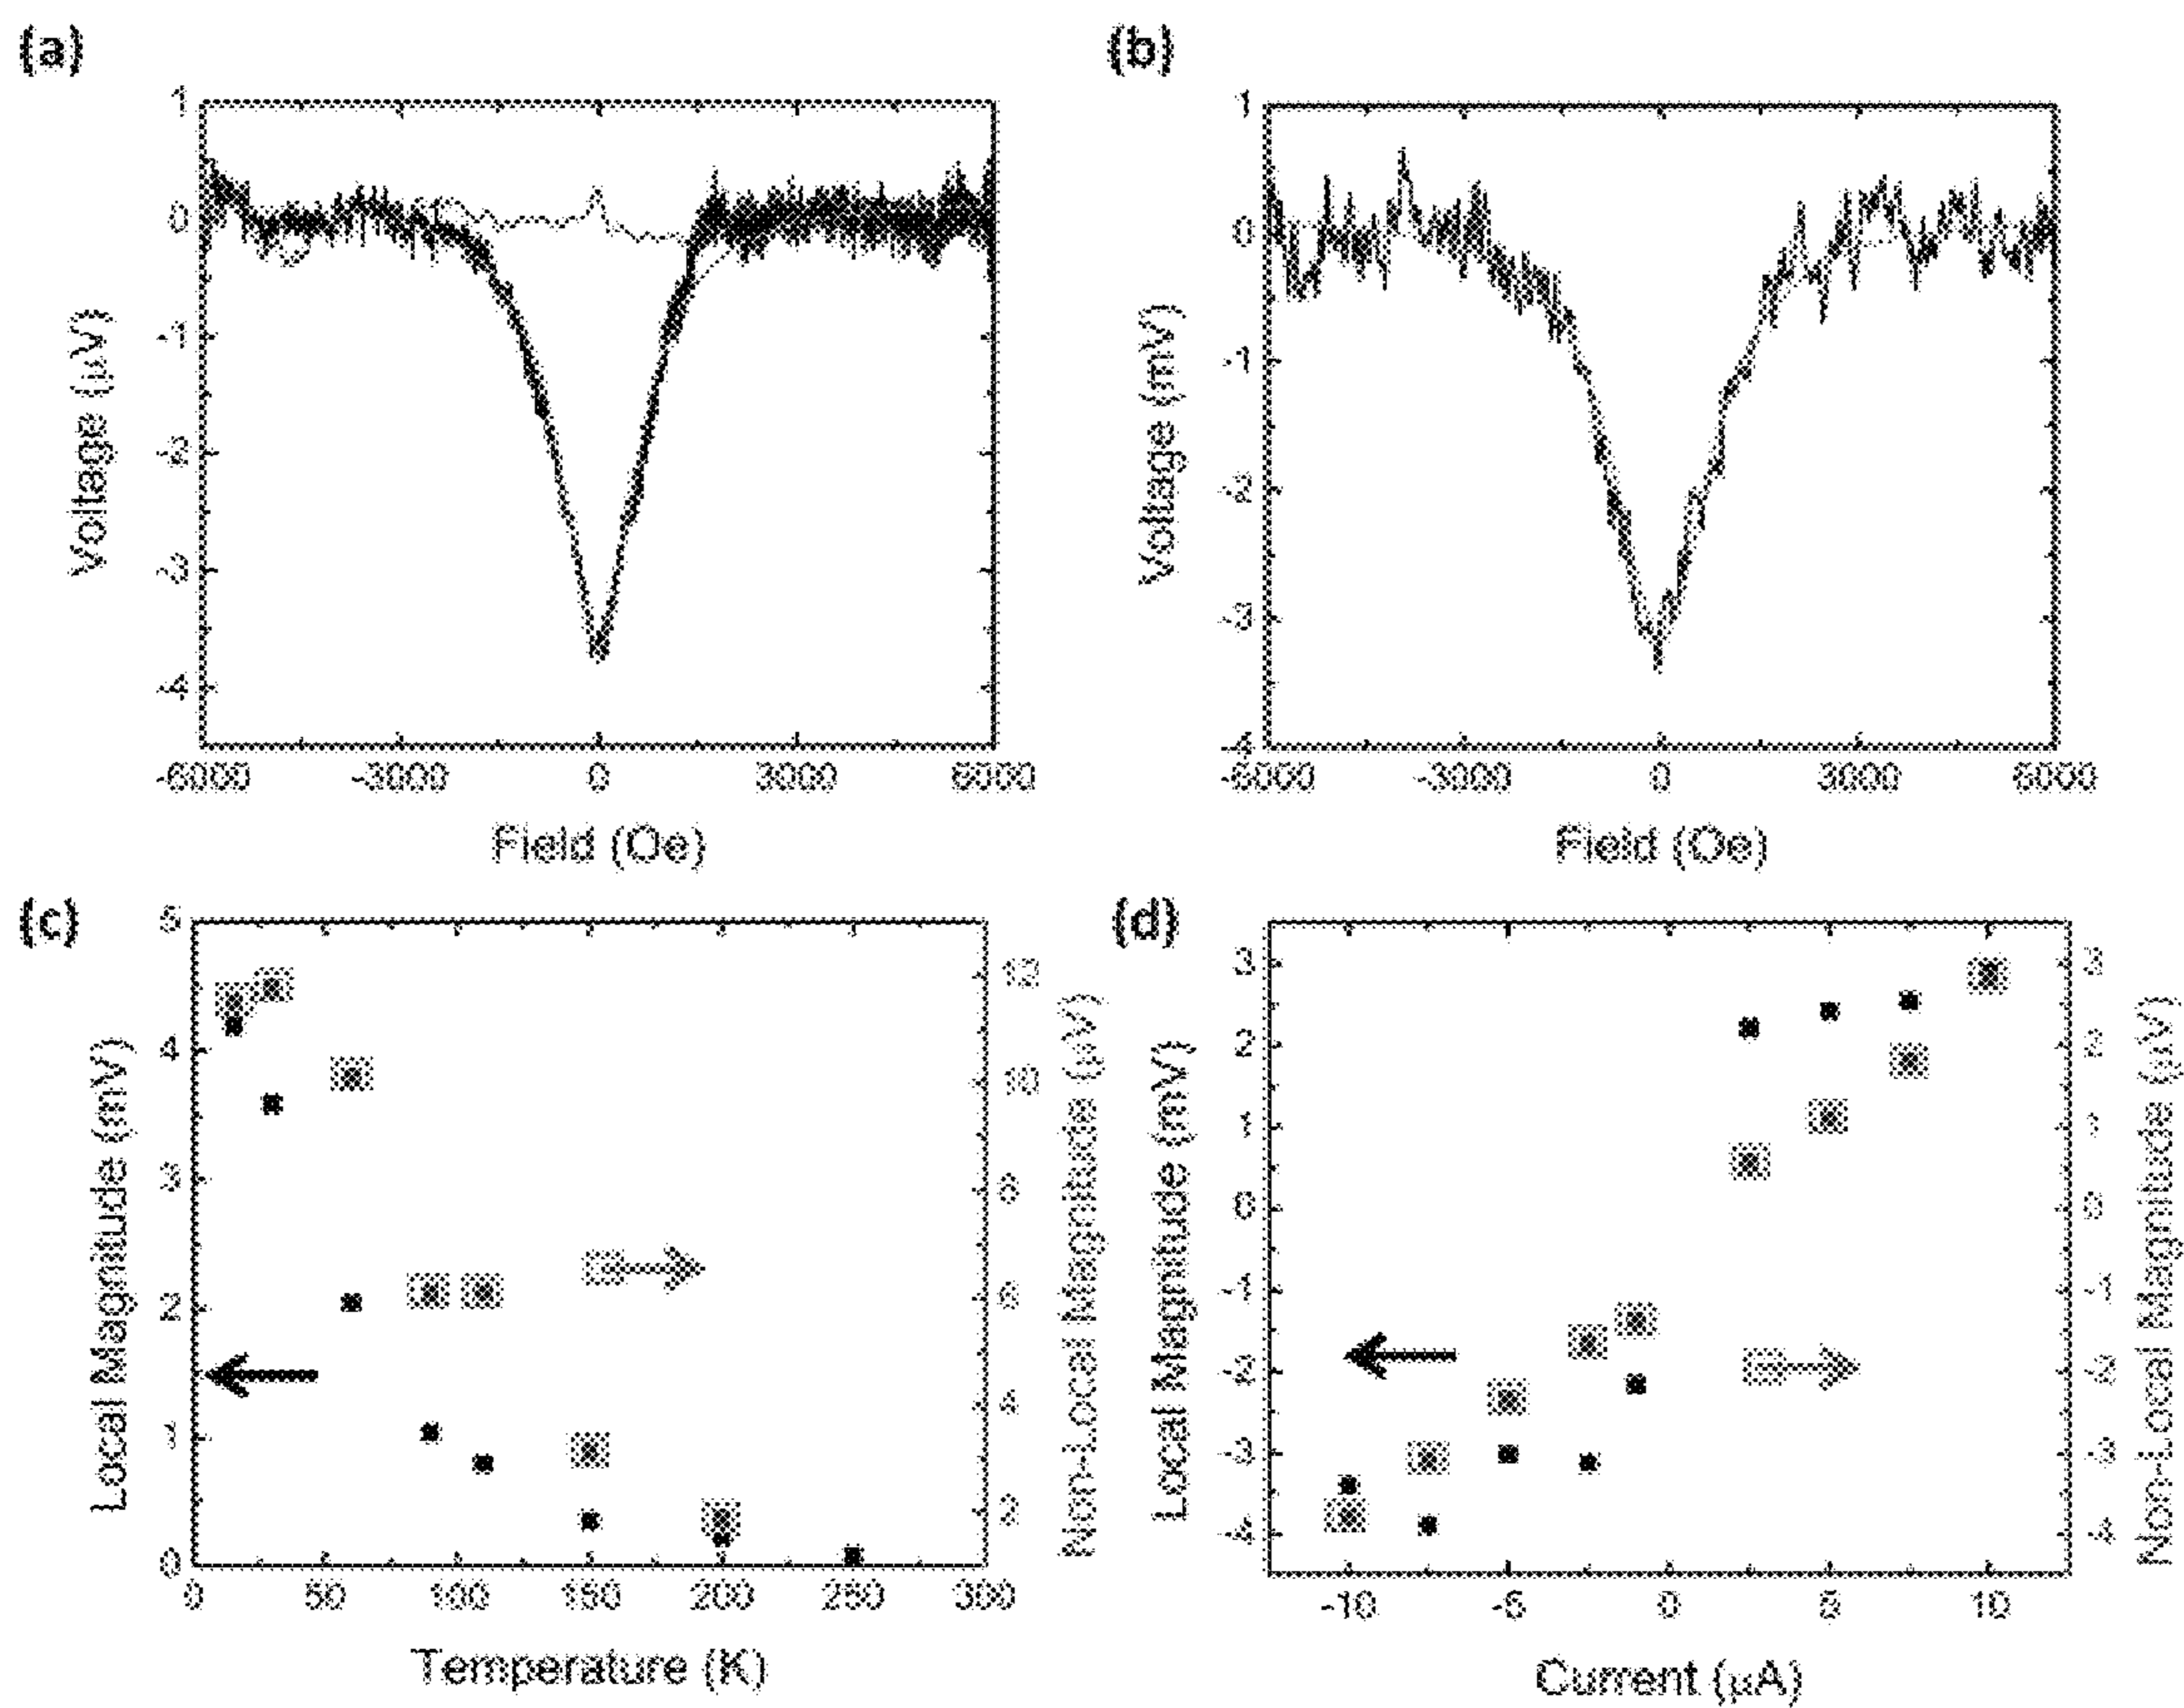 (a)
1
0
-1
-2
-3
-4
Voltage (μV)
-6000 -3000 0 3000 6000
Field (Oe)
(b)
1
0
-1
-2
-3
-4
Voltage (mV)
-6000 -3000 0 3000 6000
Field (Oe)
(c)
5
4
3
2
1
0
Local Magnitude (mV)
12
10
8
6
4
2
Non-Local Magnitude (μV)
0 50 100 150 200 250 300
Temperature (K)
(d)
3
2
1
0
-1
-2
-3
-4
Local Magnitude (mV)
3
2
1
0
-1
-2
-3
-4
Non-Local Magnitude (μV)
-10 -5 0 5 10
Current (μA)